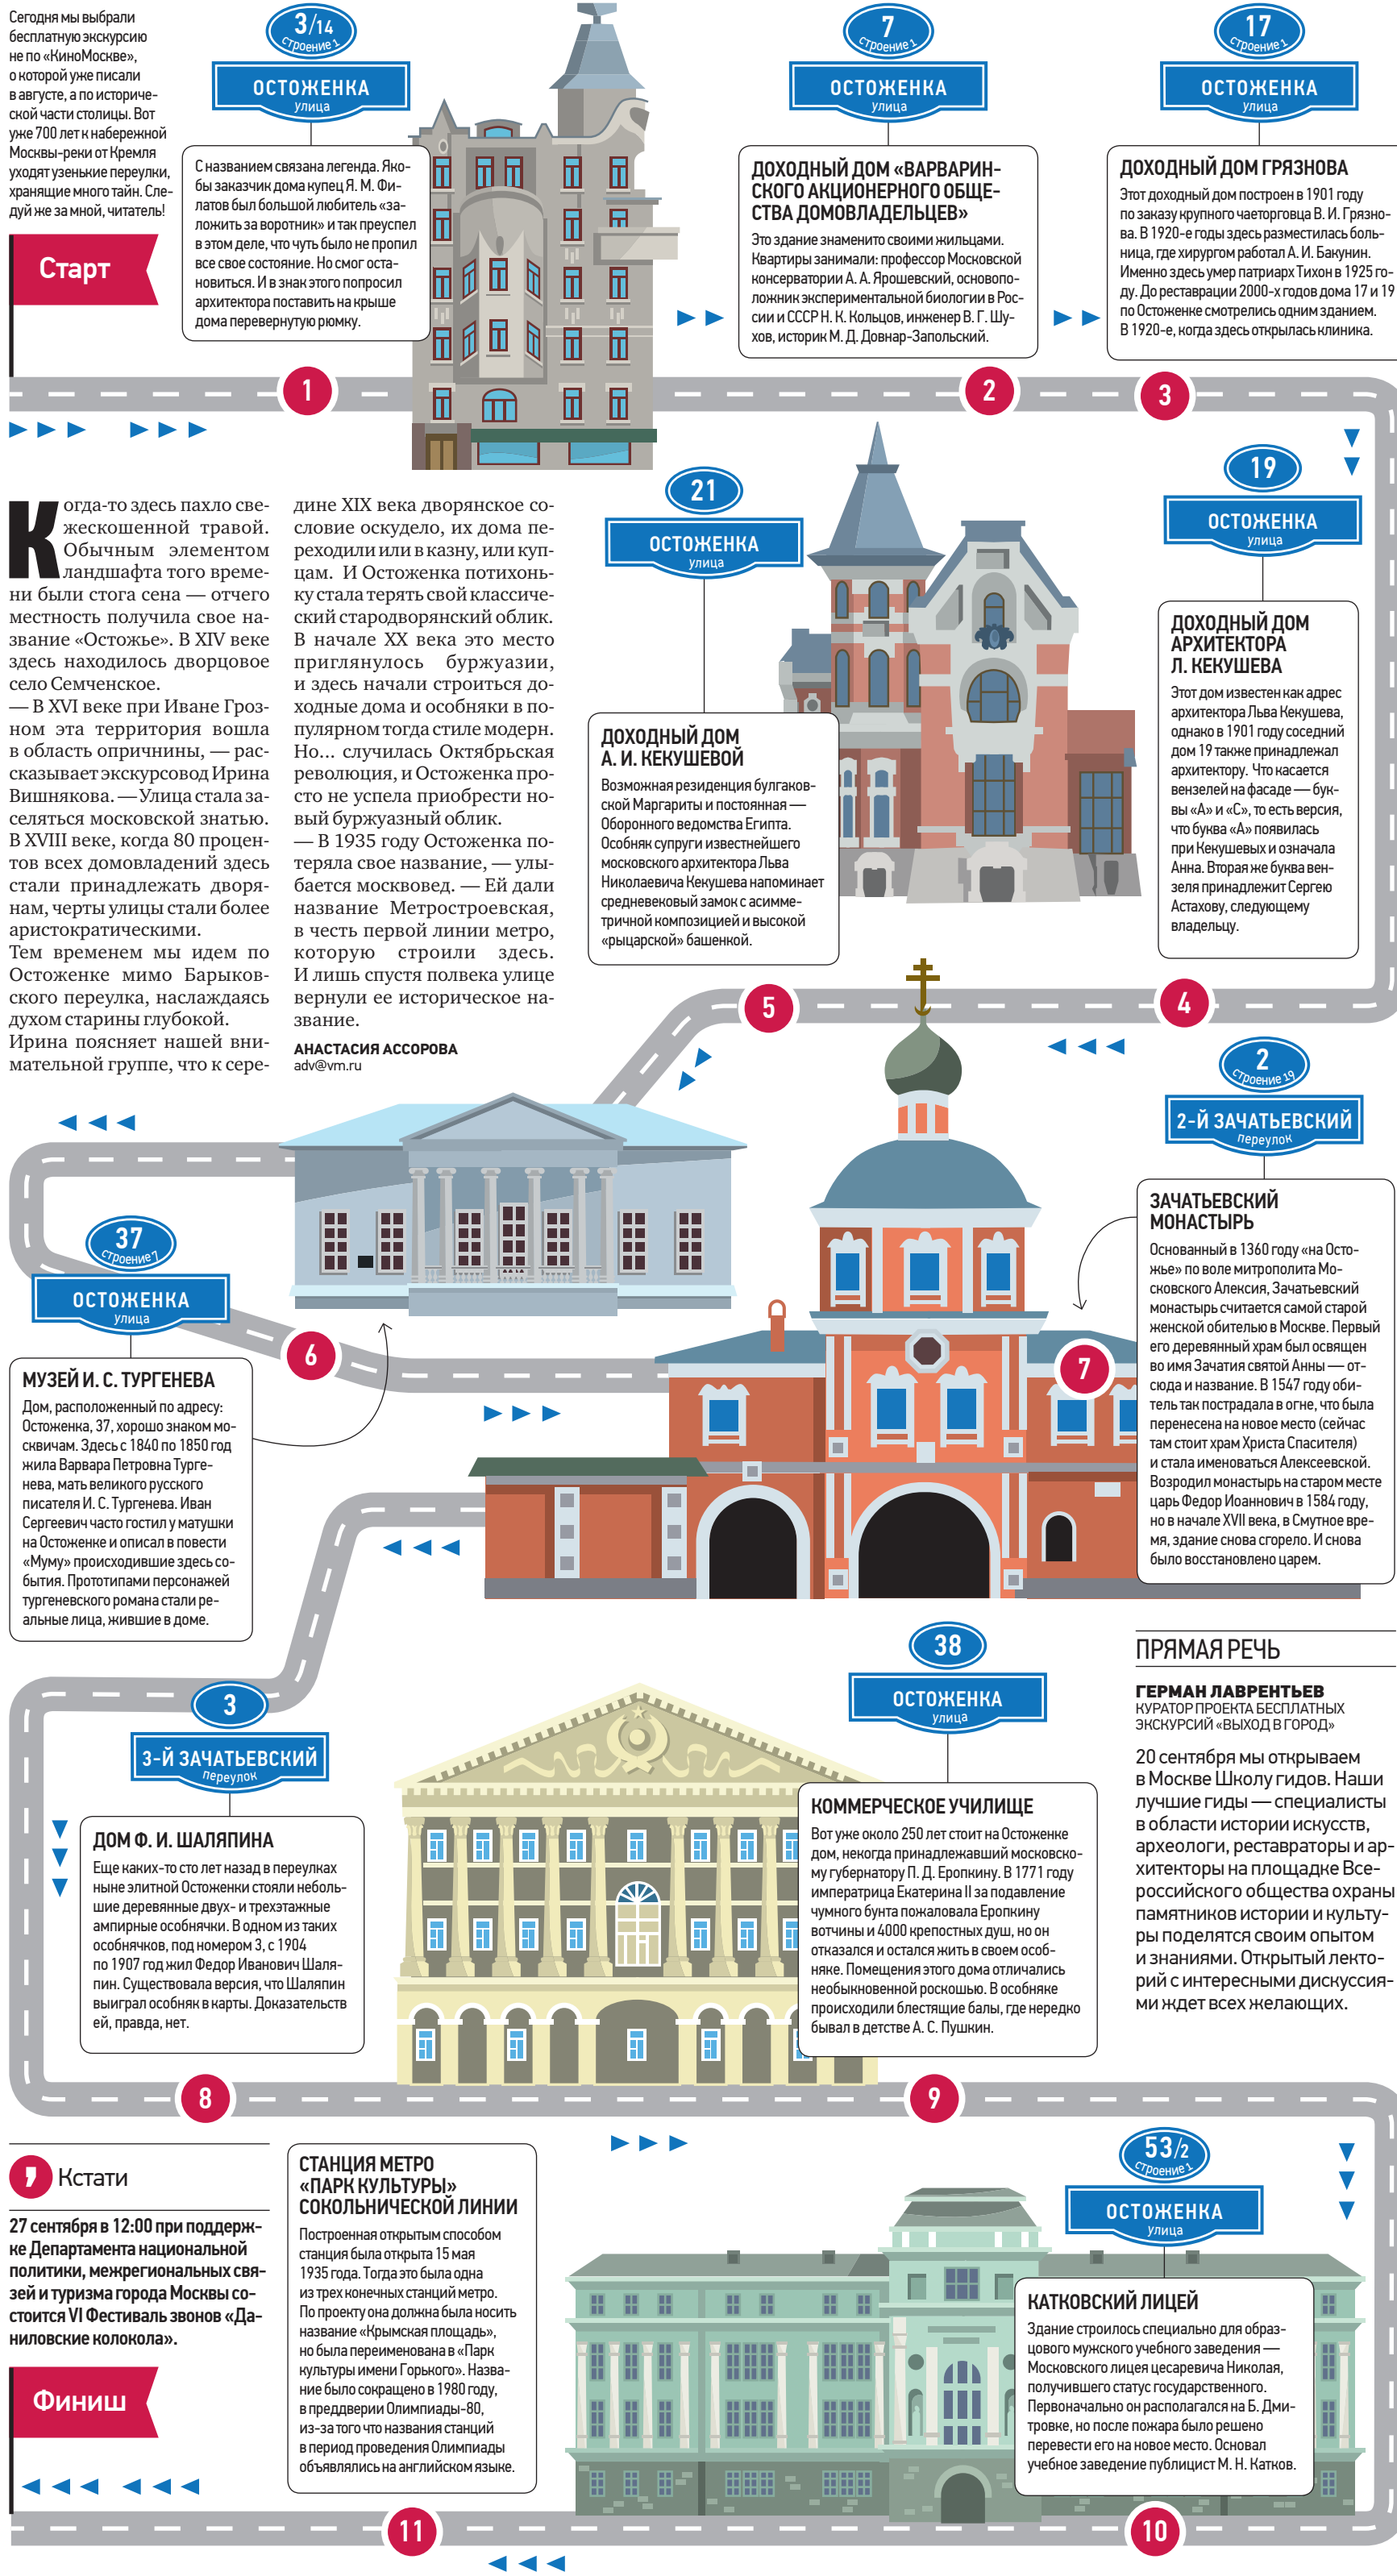 Сегодня мы выбрали
бесплатную экскурсию
не по «КиноМоскве»,
о которой уже писали
в августе, а по историче-
ской части столицы. Вот
уже 700 лет к набережной
Москвы-реки от Кремля
уходят узенькие переулки,
хранящие много тайн. Сле-
дуй же за мной, читатель!
Старт
3/14
строение 1
ОСТОЖЕНКА
улица
С названием связана легенда. Яко-
бы заказчик дома купец Я. М. Фи-
латов был большой любитель «за-
ложить за воротник» и так преуспел
в этом деле, что чуть было не пропил
все свое состояние. Но смог оста-
новиться. И в знак этого попросил
архитектора поставить на крыше
дома перевернутую рюмку.
1
7
строение 1
ОСТОЖЕНКА
улица
ДОХОДНЫЙ ДОМ «ВАРВАРИН-
СКОГО АКЦИОНЕРНОГО ОБЩЕ-
СТВА ДОМОВЛАДЕЛЬЦЕВ»
Это здание знаменито своими жильцами.
Квартиры занимали: профессор Московской
консерватории А. А. Ярошевский, основопо-
ложник экспериментальной биологии в Рос-
сии и СССР Н. К. Кольцов, инженер В. Г. Шу-
хов, историк М. Д. Довнар-Запольский.
2
17
строение 1
ОСТОЖЕНКА
улица
ДОХОДНЫЙ ДОМ ГРЯЗНОВА
Этот доходный дом построен в 1901 году
по заказу крупного чаеторговца В. И. Грязно-
ва. В 1920-е годы здесь разместилась боль-
ница, где хирургом работал А. И. Бакунин.
Именно здесь умер патриарх Тихон в 1925 го-
ду. До реставрации 2000-х годов дома 17 и 19
по Остоженке смотрелись одним зданием.
В 1920-е, когда здесь открылась клиника.
3
Когда-то здесь пахло све-
жескошенной травой.
Обычным элементом
ландшафта того време-
ни были стога сена — отчего
местность получила свое на-
звание «Остожье». В XIV веке
здесь находилось дворцовое
село Семченское.
— В XVI веке при Иване Гроз-
ном эта территория вошла
в область опричнины, — рас-
сказывает экскурсовод Ирина
Вишнякова. — Улица стала за-
селяться московской знатью.
В XVIII веке, когда 80 процен-
тов всех домовладений здесь
стали принадлежать дворя-
нам, черты улицы стали более
аристократическими.
Тем временем мы идем по
Остоженке мимо Барыков-
ского переулка, наслаждаясь
духом старины глубокой.
Ирина поясняет нашей вни-
мательной группе, что к сере-
дине XIX века дворянское со-
словие оскудело, их дома пе-
реходили или в казну, или куп-
цам. И Остоженка потихонь-
ку стала терять свой классиче-
ский стародворянский облик.
В начале XX века это место
приглянулось буржуазии,
и здесь начали строиться до-
ходные дома и особняки в по-
пулярном тогда стиле модерн.
Но... случилась Октябрьская
революция, и Остоженка про-
сто не успела приобрести но-
вый буржуазный облик.
— В 1935 году Остоженка по-
теряла свое название, — улы-
бается москвовед. — Ей дали
название Метростроевская,
в честь первой линии метро,
которую строили здесь.
И лишь спустя полвека улице
вернули ее историческое на-
звание.
АНАСТАСИЯ АССОРОВА
adv@vm.ru
19
ОСТОЖЕНКА
улица
ДОХОДНЫЙ ДОМ
АРХИТЕКТОРА
Л. КЕКУШЕВА
Этот дом известен как адрес
архитектора Льва Кекушева,
однако в 1901 году соседний
дом 19 также принадлежал
архитектору. Что касается
вензелей на фасаде — бук-
вы «А» и «С», то есть версия,
что буква «А» появилась
при Кекушевых и означала
Анна. Вторая же буква вен-
зеля принадлежит Сергею
Астахову, следующему
владельцу.
4
21
ОСТОЖЕНКА
улица
ДОХОДНЫЙ ДОМ
А. И. КЕКУШЕВОЙ
Возможная резиденция булгаков-
ской Маргариты и постоянная —
Оборонного ведомства Египта.
Особняк супруги известнейшего
московского архитектора Льва
Николаевича Кекушева напоминает
средневековый замок с асимме-
тричной композицией и высокой
«рыцарской» башенкой.
5
37
строение 7
ОСТОЖЕНКА
улица
МУЗЕЙ И. С. ТУРГЕНЕВА
Дом, расположенный по адресу:
Остоженка, 37, хорошо знаком мо-
сквичам. Здесь с 1840 по 1850 год
жила Варвара Петровна Турге-
нева, мать великого русского
писателя И. С. Тургенева. Иван
Сергеевич часто гостил у матушки
на Остоженке и описал в повести
«Муму» происходившие здесь со-
бытия. Прототипами персонажей
тургеневского романа стали ре-
альные лица, жившие в доме.
6
2
строение 19
2-Й ЗАЧАТЬЕВСКИЙ
переулок
ЗАЧАТЬЕВСКИЙ
МОНАСТЫРЬ
Основанный в 1360 году «на Осто-
жье» по воле митрополита Мо-
сковского Алексия, Зачатьевский
монастырь считается самой старой
женской обителью в Москве. Первый
его деревянный храм был освящен
во имя Зачатия святой Анны — от-
сюда и название. В 1547 году оби-
тель так пострадала в огне, что была
перенесена на новое место (сейчас
там стоит храм Христа Спасителя)
и стала именоваться Алексеевской.
Возродил монастырь на старом месте
царь Федор Иоаннович в 1584 году,
но в начале XVII века, в Смутное вре-
мя, здание снова сгорело. И снова
было восстановлено царем.
7
3
3-Й ЗАЧАТЬЕВСКИЙ
переулок
ДОМ Ф. И. ШАЛЯПИНА
Еще каких-то сто лет назад в переулках
ныне элитной Остоженки стояли неболь-
шие деревянные двух- и трехэтажные
ампирные особнячки. В одном из таких
особнячков, под номером 3, с 1904
по 1907 год жил Федор Иванович Шаля-
пин. Существовала версия, что Шаляпин
выиграл особняк в карты. Доказательств
ей, правда, нет.
8
38
ОСТОЖЕНКА
улица
КОММЕРЧЕСКОЕ УЧИЛИЩЕ
Вот уже около 250 лет стоит на Остоженке
дом, некогда принадлежавший московско-
му губернатору П. Д. Еропкину. В 1771 году
императрица Екатерина II за подавление
чумного бунта пожаловала Еропкину
вотчины и 4000 крепостных душ, но он
отказался и остался жить в своем особ-
няке. Помещения этого дома отличались
необыкновенной роскошью. В особняке
происходили блестящие балы, где нередко
бывал в детстве А. С. Пушкин.
9
ПРЯМАЯ РЕЧЬ
ГЕРМАН ЛАВРЕНТЬЕВ
КУРАТОР ПРОЕКТА БЕСПЛАТНЫХ
ЭКСКУРСИЙ «ВЫХОД В ГОРОД»
20 сентября мы открываем
в Москве Школу гидов. Наши
лучшие гиды — специалисты
в области истории искусств,
археологи, реставраторы и ар-
хитекторы на площадке Все-
российского общества охраны
памятников истории и культу-
ры поделятся своим опытом
и знаниями. Открытый лекто-
рий с интересными дискуссия-
ми ждет всех желающих.
Кстати
27 сентября в 12:00 при поддерж-
ке Департамента национальной
политики, межрегиональных свя-
зей и туризма города Москвы со-
стоится VI Фестиваль звонов «Да-
ниловские колокола».
Финиш
СТАНЦИЯ МЕТРО
«ПАРК КУЛЬТУРЫ»
СОКОЛЬНИЧЕСКОЙ ЛИНИИ
Построенная открытым способом
станция была открыта 15 мая
1935 года. Тогда это была одна
из трех конечных станций метро.
По проекту она должна была носить
название «Крымская площадь»,
но была переименована в «Парк
культуры имени Горького». Назва-
ние было сокращено в 1980 году,
в преддверии Олимпиады-80,
из-за того что названия станций
в период проведения Олимпиады
объявлялись на английском языке.
11
53/2
строение 1
ОСТОЖЕНКА
улица
КАТКОВСКИЙ ЛИЦЕЙ
Здание строилось специально для образ-
цового мужского учебного заведения —
Московского лицея цесаревича Николая,
получившего статус государственного.
Первоначально он располагался на Б. Дми-
тровке, но после пожара было решено
перевести его на новое место. Основал
учебное заведение публицист М. Н. Катков.
10